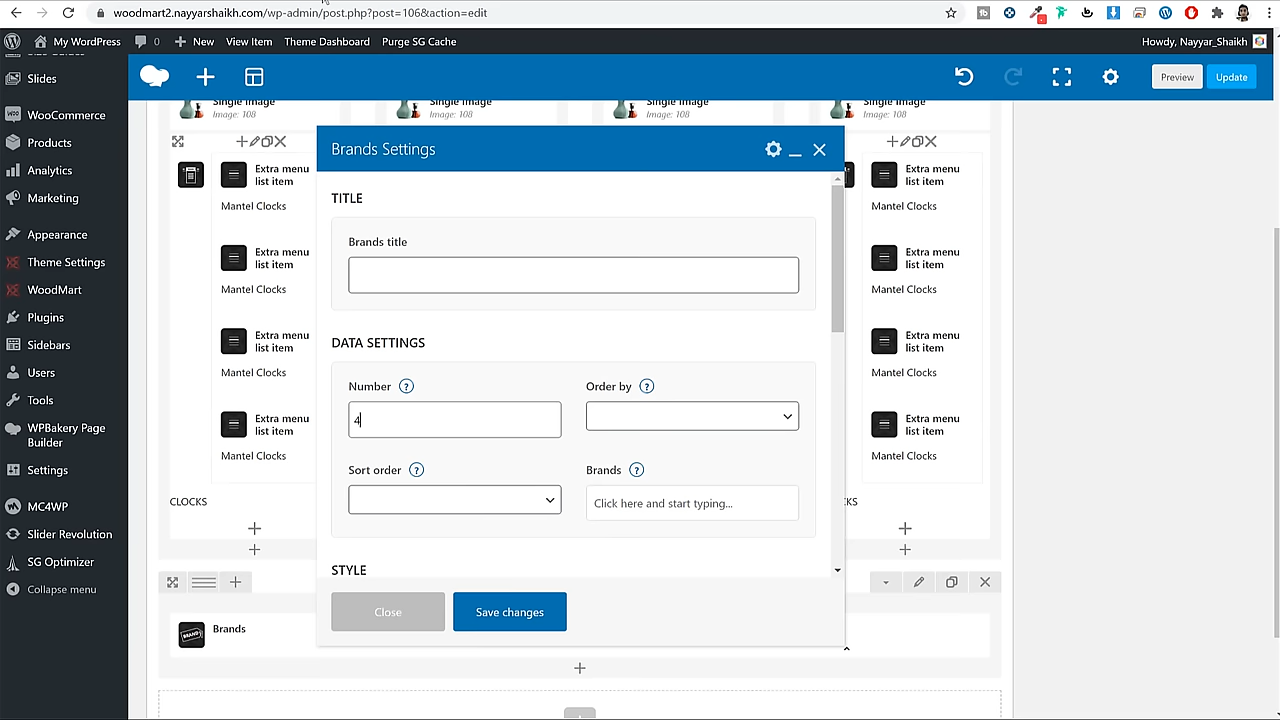 woodmart2.nayyarshaikh.com/wp-admin/post.php?post=106&action=edit
My WordPress
0
New
View Item
Theme Dashboard
Purge SG Cache
Howdy, Nayyar_Shaikh
Slides
WooCommerce
Products
Analytics
Marketing
Appearance
Theme Settings
WoodMart
Plugins
Sidebars
Users
Tools
WPBakery Page
Builder
Settings
MC4WP
Slider Revolution
SG Optimizer
Collapse menu
Preview
Update
Single Image
Image: 108
Single Image
Image: 108
Single Image
Image: 108
Single Image
Image: 108
Extra menu
list item
Mantel Clocks
Extra menu
list item
Mantel Clocks
Extra menu
list item
Mantel Clocks
Extra menu
list item
Mantel Clocks
CLOCKS
Brands Settings
TITLE
Brands title
DATA SETTINGS
Number ?
Order by ?
4
Sort order ?
Brands ?
Click here and start typing...
STYLE
Close
Save changes
Extra menu
list item
Mantel Clocks
Extra menu
list item
Mantel Clocks
Extra menu
list item
Mantel Clocks
Extra menu
list item
Mantel Clocks
KS
BRAND
Brands